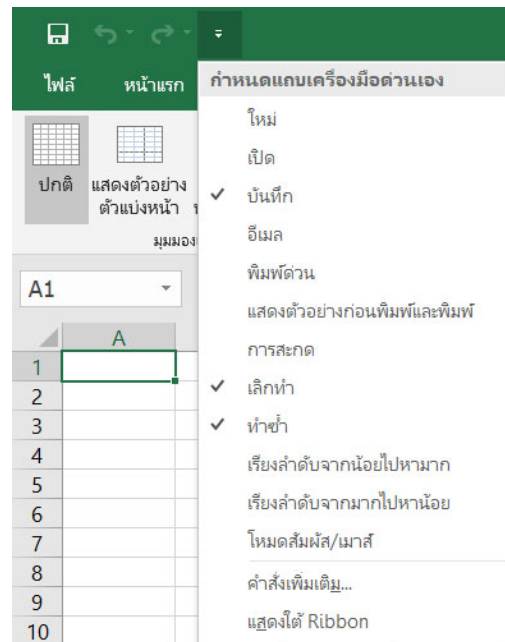 ไฟล์
หน้าแรก
กำหนดแถบเครื่องมือด่วนเอง
ใหม่
เปิด
บันทึก
อีเมล
พิมพ์ด่วน
แสดงตัวอย่างก่อนพิมพ์และพิมพ์
การสะกด
เลิกทำ
ทำซ้ำ
เรียงลำดับจากน้อยไปหามาก
เรียงลำดับจากมากไปหาน้อย
โหมดสัมผัส/เมาส์
คำสั่งเพิ่มเติม...
แสดงใต้ Ribbon
ปกติ
แสดงตัวอย่าง
ตัวแบ่งหน้า
มุมมอง
A1
A
1
2
3
4
5
6
7
8
9
10